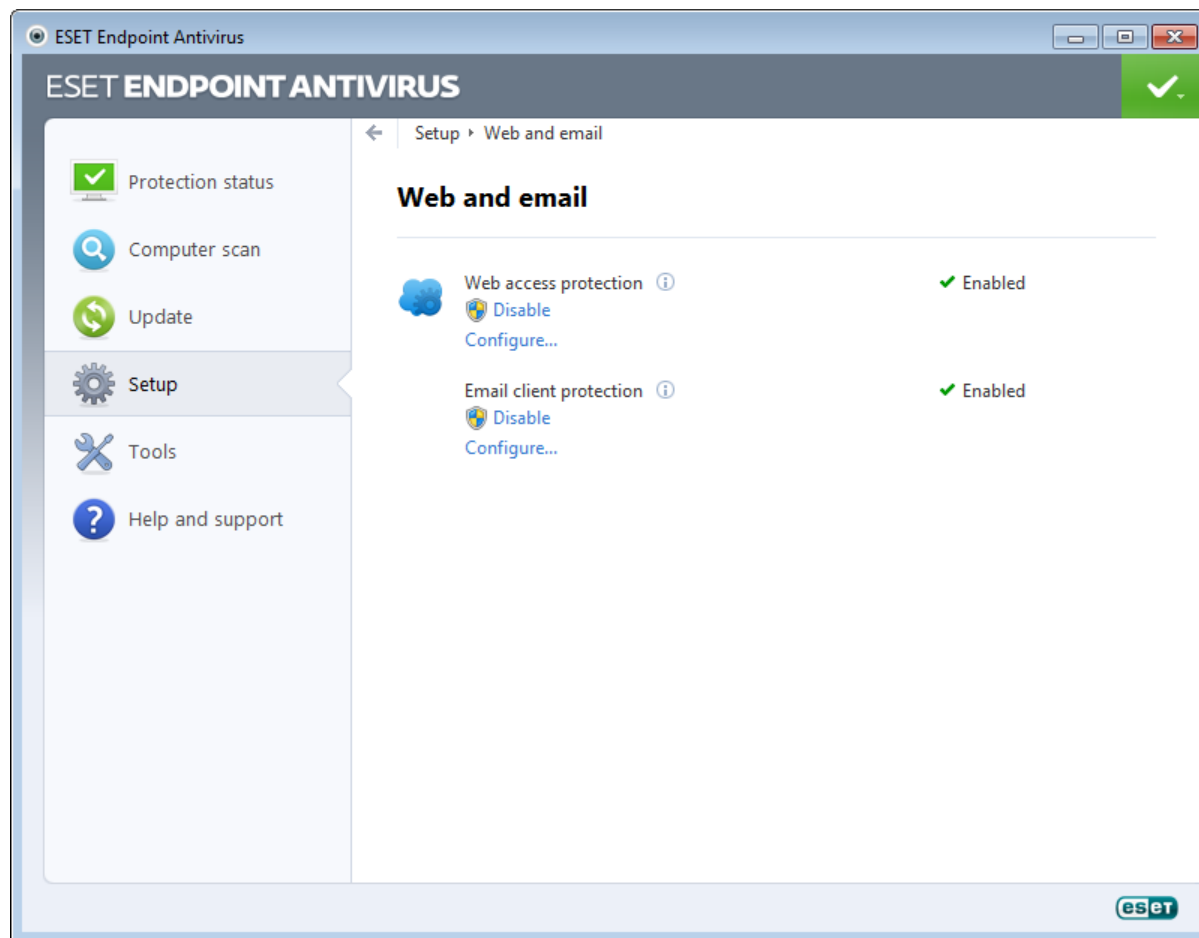 ESET Endpoint Antivirus
ESET ENDPOINT ANTIVIRUS
Setup Web and email
Protection status
Computer scan
Update
Setup
Tools
Help and support
Web and email
Web access protection Enabled
Disable
Configure...
Email client protection Enabled
Disable
Configure...
eset